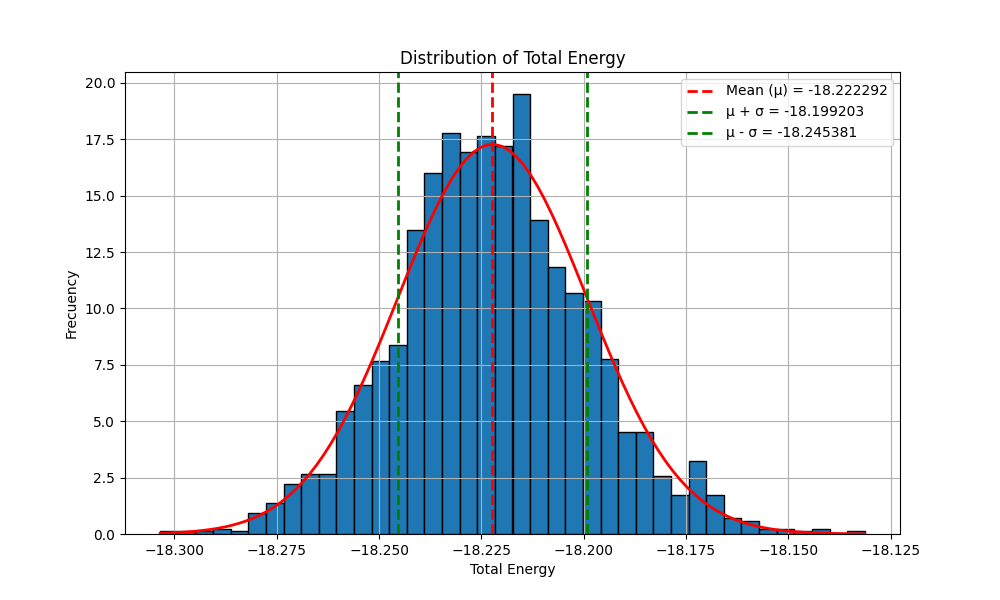 Distribution of Total Energy
Mean (μ) = -18.222292
μ + σ = -18.199203
μ - σ = -18.245381
Frecuency
20.0
17.5
15.0
12.5
10.0
7.5
5.0
2.5
0.0
−18.300 −18.275 −18.250 −18.225 −18.200 −18.175 −18.150 −18.125
Total Energy